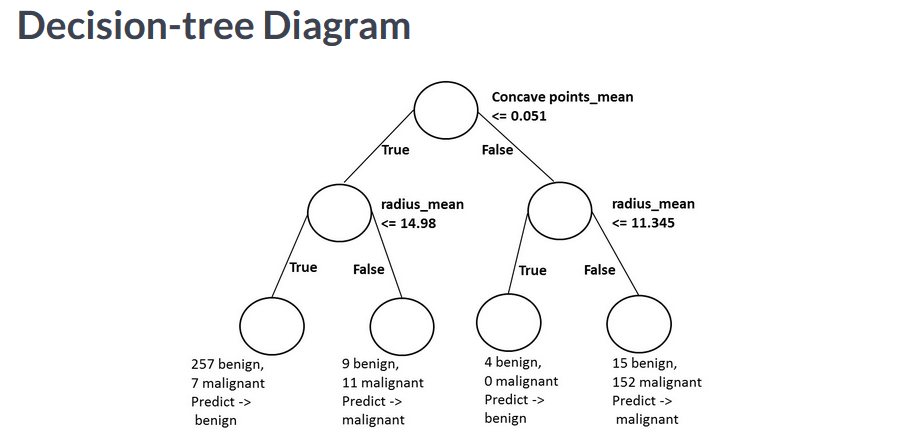 Decision-tree Diagram
Concave points_mean
<= 0.051
True
False
radius_mean
<= 14.98
radius_mean
<= 11.345
True
False
True
False
257 benign,
7 malignant
Predict ->
benign
9 benign,
11 malignant
Predict ->
malignant
4 benign,
0 malignant
Predict ->
benign
15 benign,
152 malignant
Predict ->
malignant